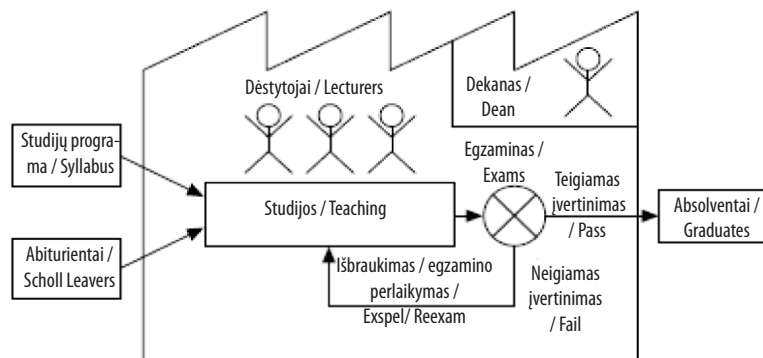 Dėstytojai / Lecturers
Dekanas /
Dean
Studijų progra-
ma / Syllabus
Egzaminas /
Exams
Teigiamas
įvertinimas
/ Pass
Studijos / Teaching
Absolventai /
Graduates
Abiturientai /
Scholl Leavers
Išbraukimas / egzamino
perlaikymas /
Exspel/ Reexam
Neigiamas
įvertinimas
/ Fail